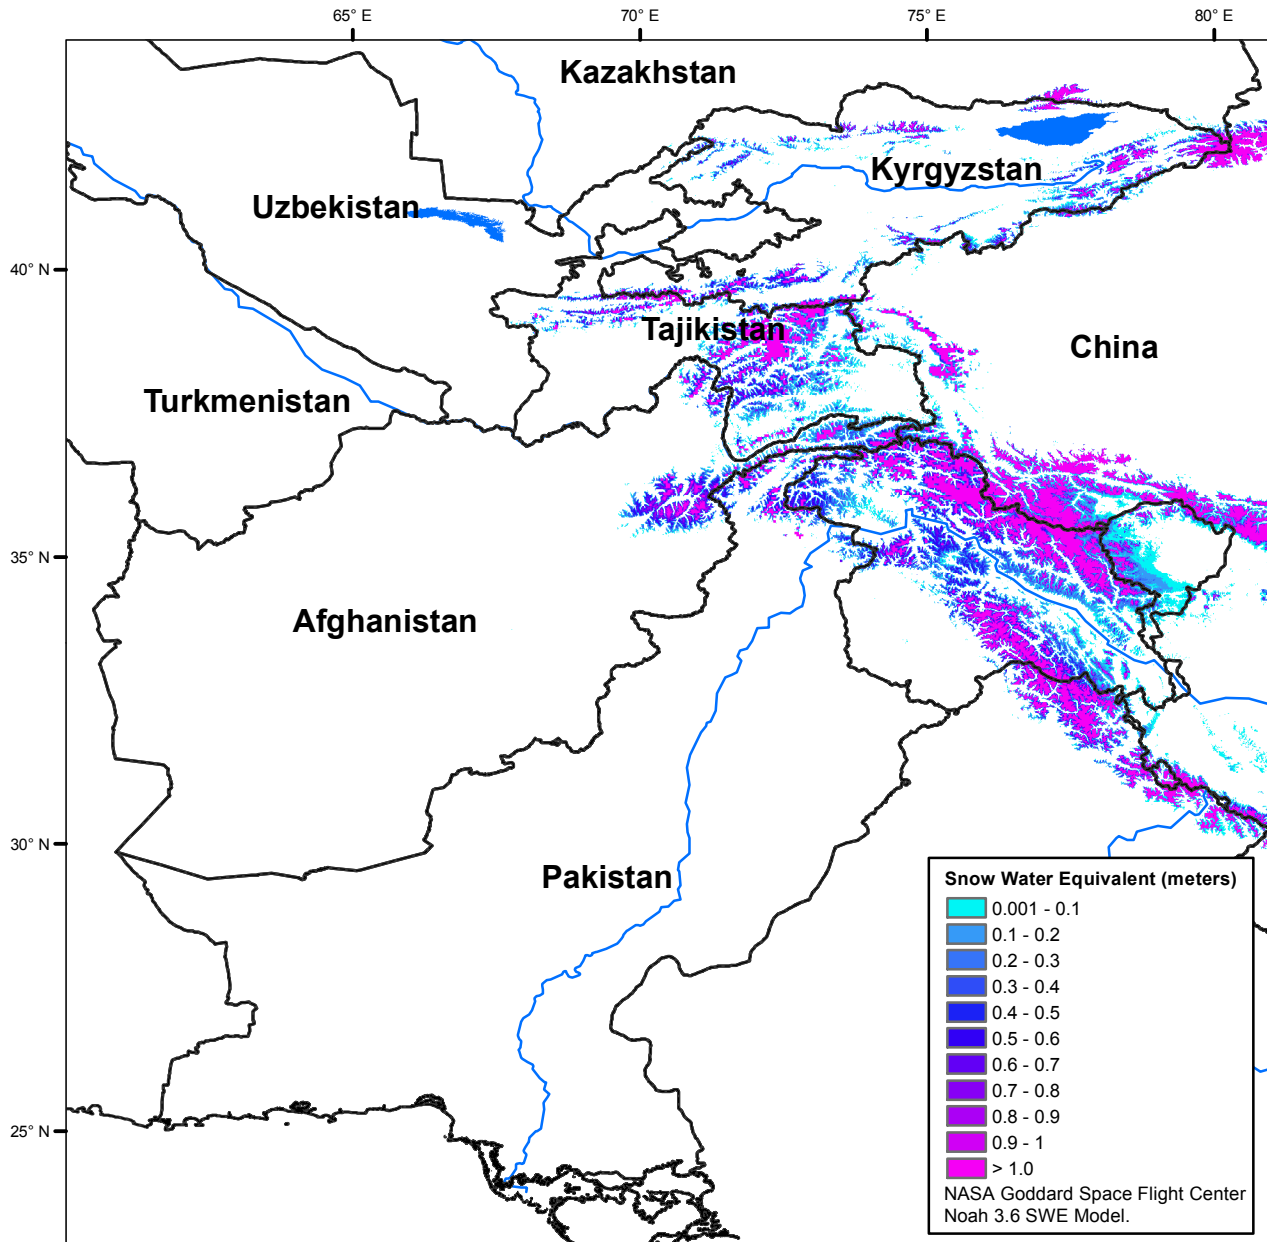 65° E
70° E
75° E
80° E
Kazakhstan
Kyrgyzstan
Uzbekistan
40° N
Tajikistan
China
Turkmenistan
35° N
Afghanistan
30° N
Pakistan
25° N
Snow Water Equivalent (meters)
0.001 - 0.1
0.1 - 0.2
0.2 - 0.3
0.3 - 0.4
0.4 - 0.5
0.5 - 0.6
0.6 - 0.7
0.7 - 0.8
0.8 - 0.9
0.9 - 1
> 1.0
NASA Goddard Space Flight Center
Noah 3.6 SWE Model.